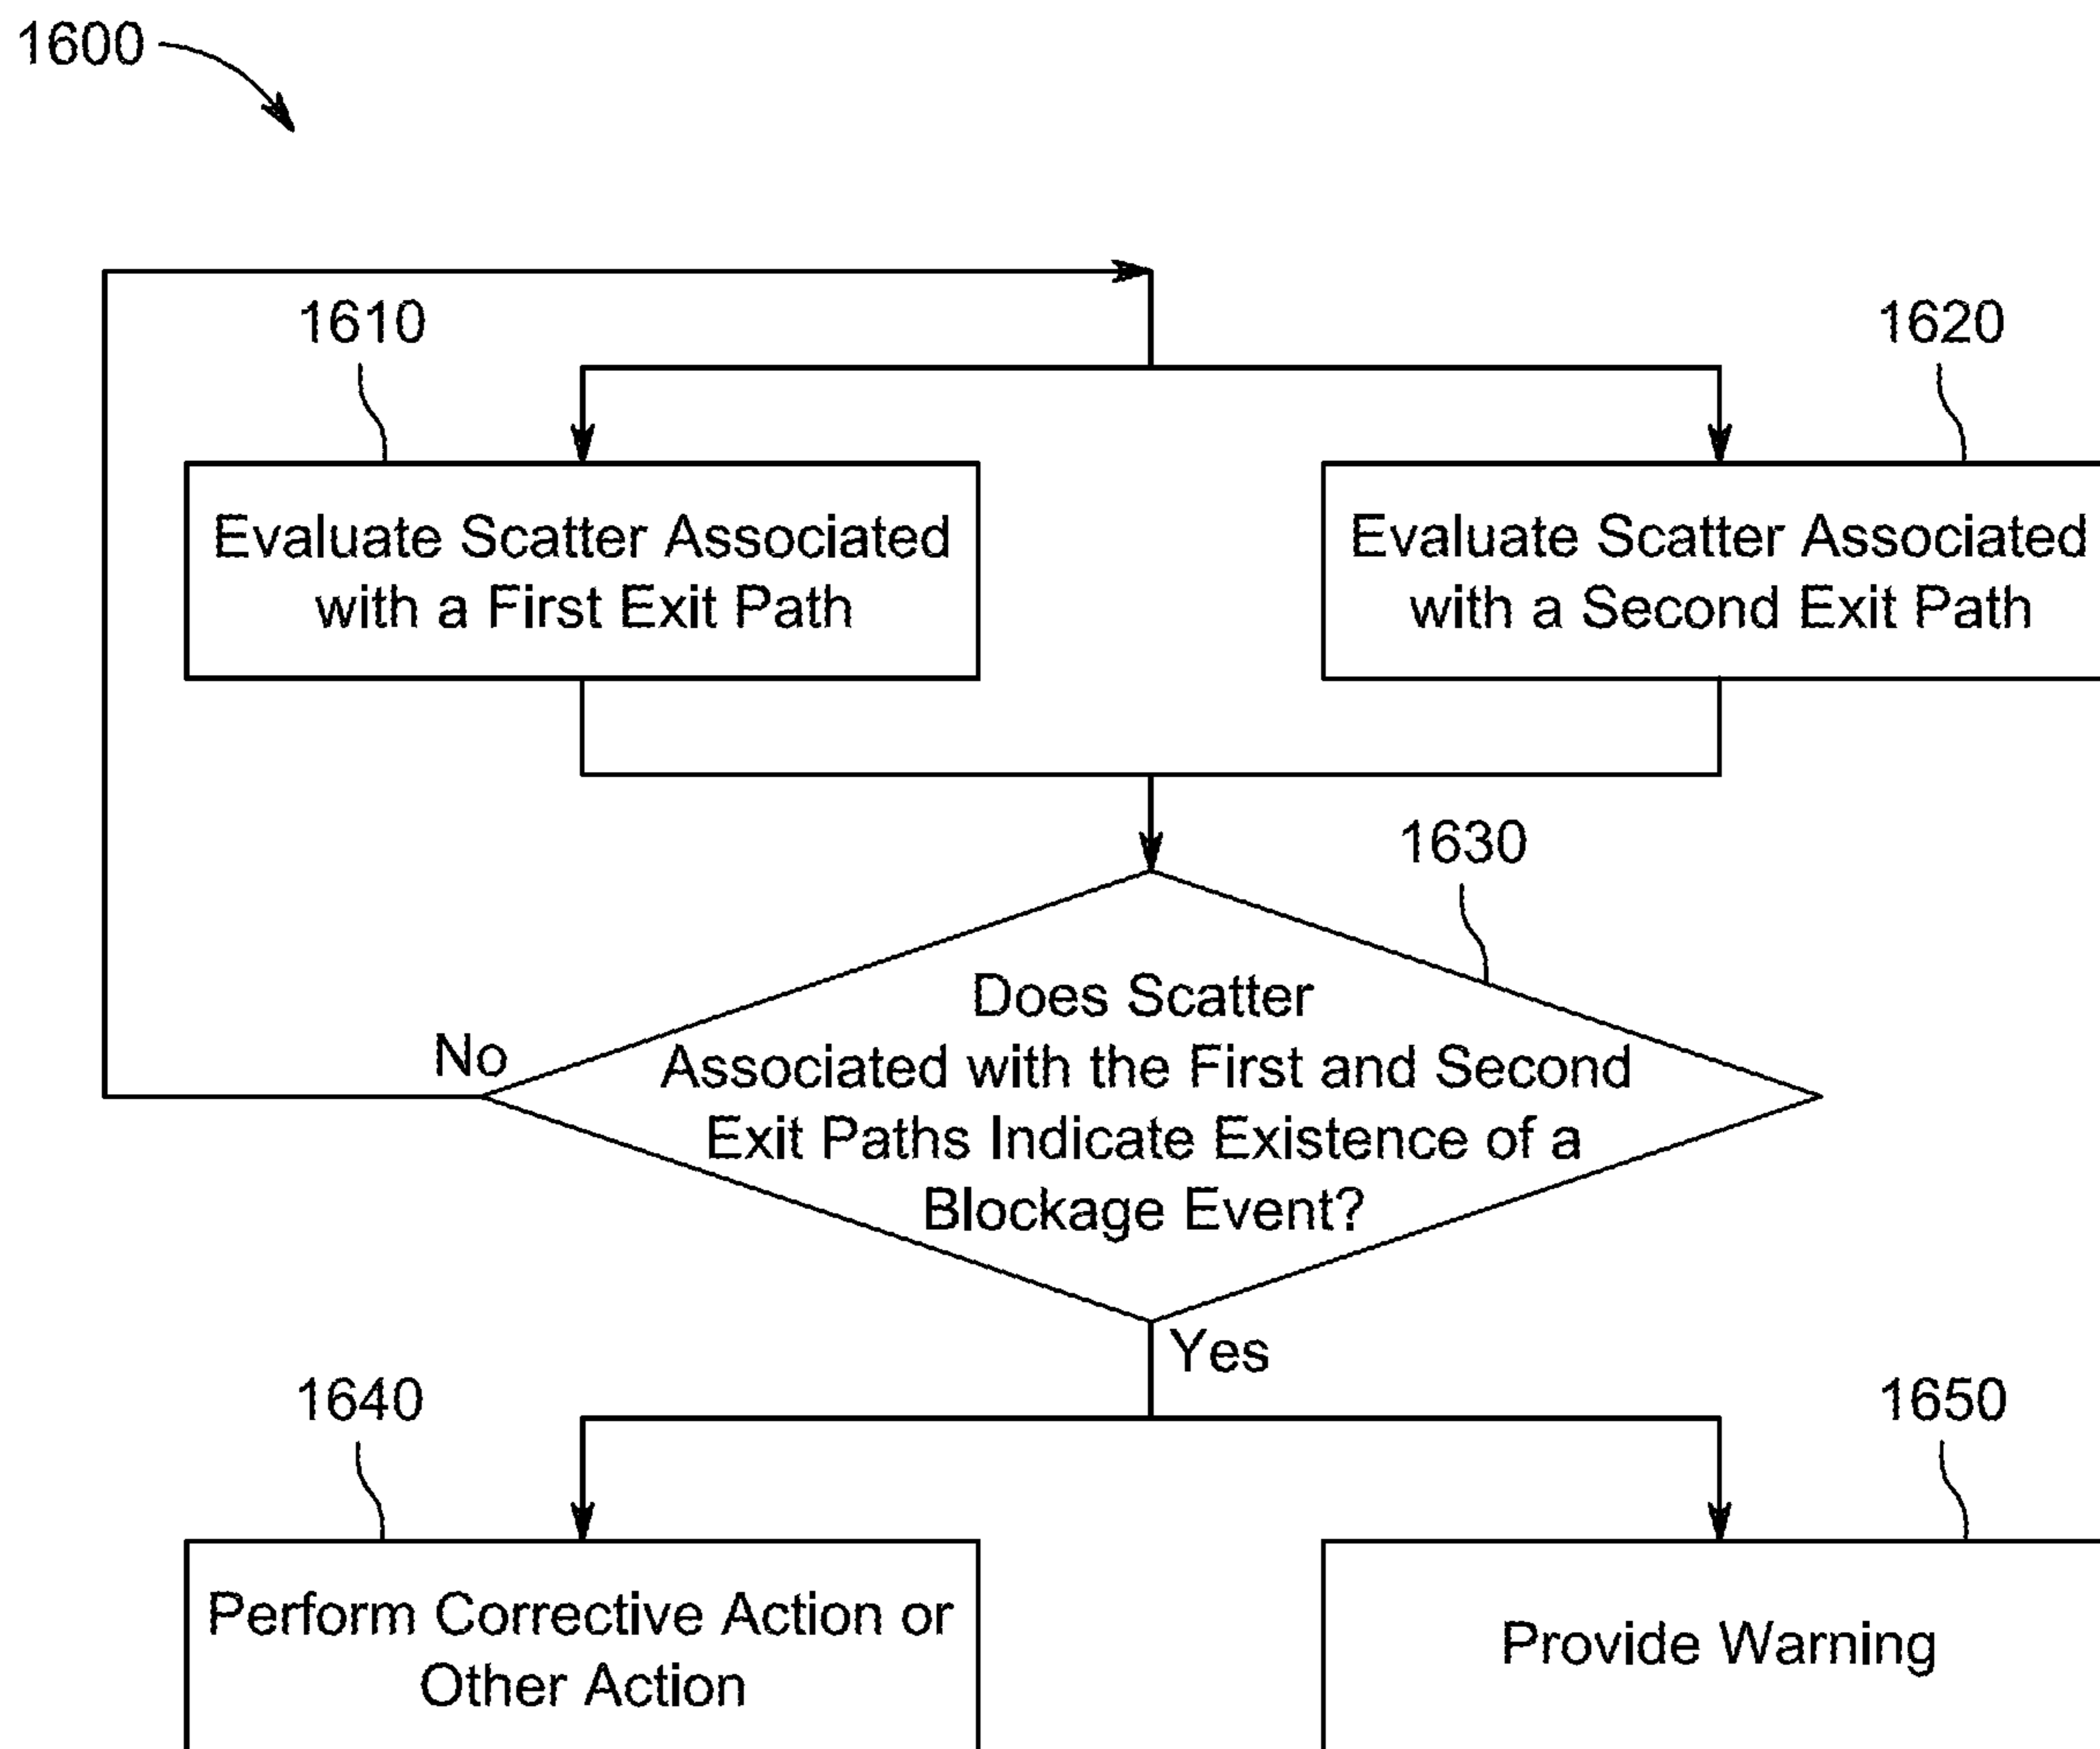 1600
1610
1620
Evaluate Scatter Associated
with a First Exit Path
Evaluate Scatter Associated
with a Second Exit Path
1630
Does Scatter
Associated with the First and Second
Exit Paths Indicate Existence of a
Blockage Event?
No
Yes
1640
1650
Perform Corrective Action or
Other Action
Provide Warning